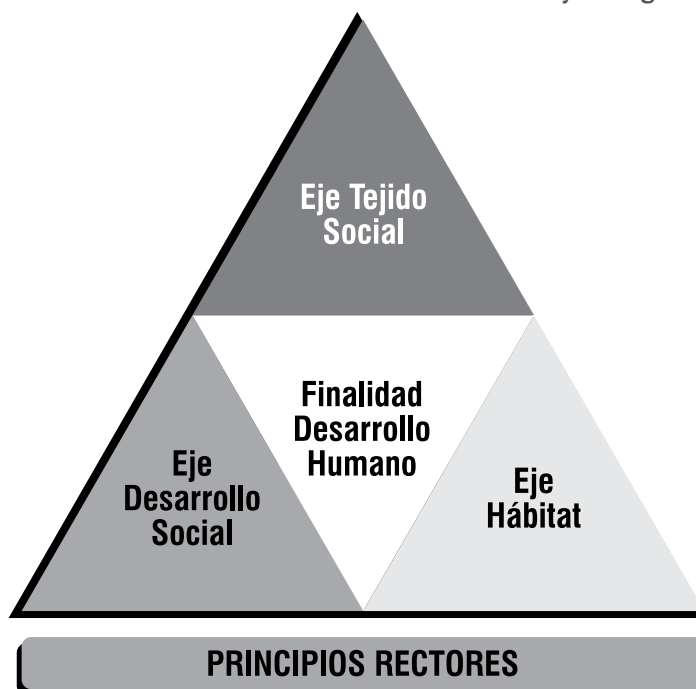 Eje Tejido
Social
Finalidad
Desarrollo
Humano
Eje
Desarrollo
Social
Eje
Hábitat
PRINCIPIOS RECTORES